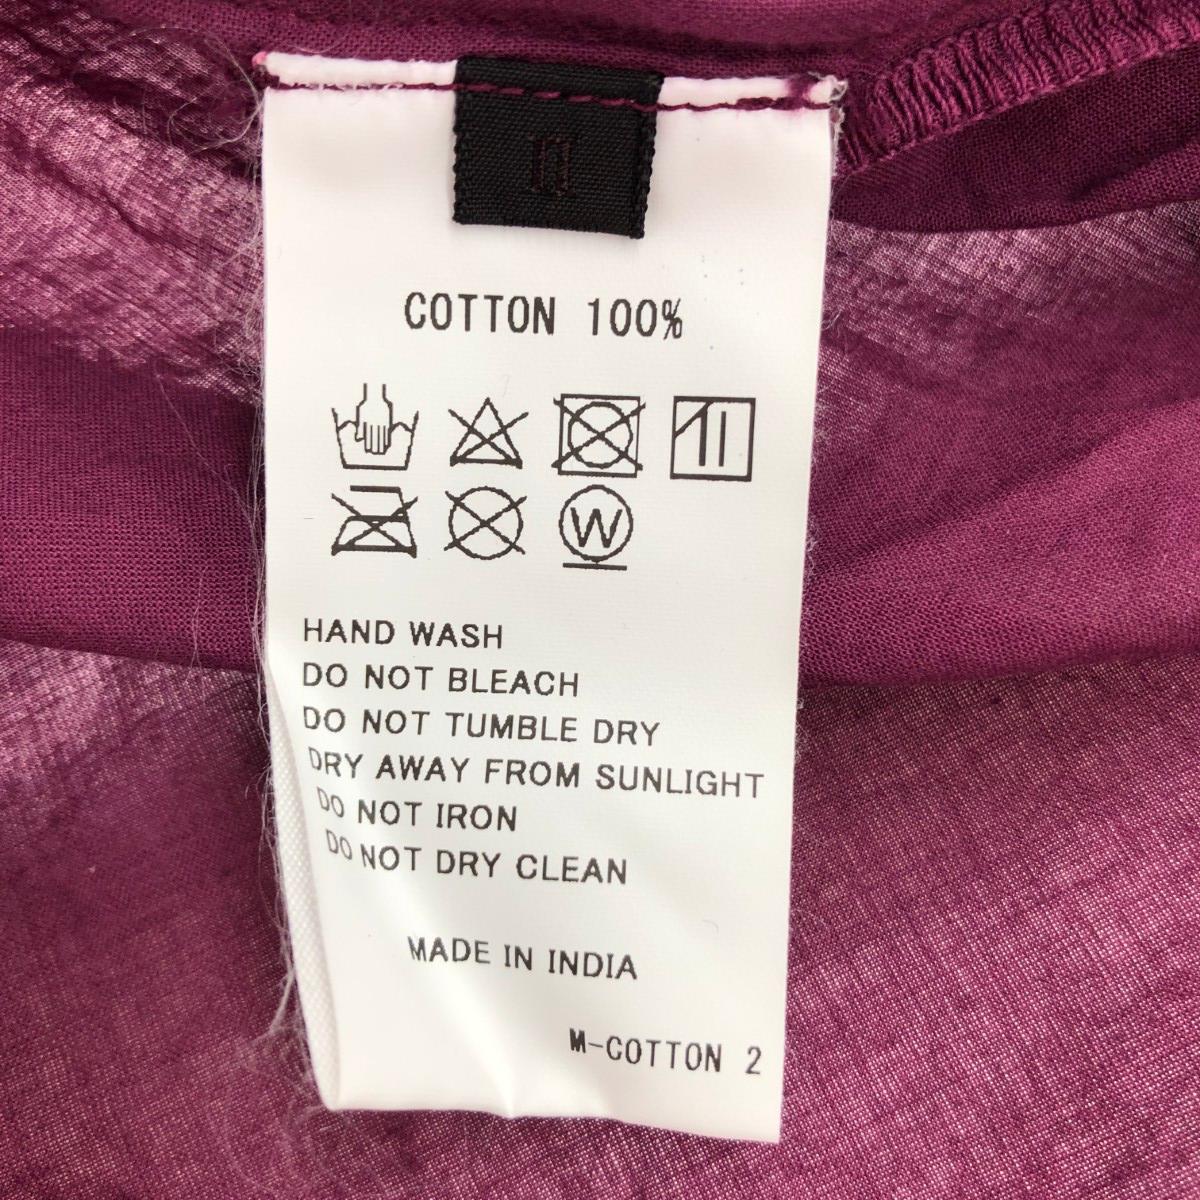 n
COTTON 100%
W
HAND WASH
DO NOT BLEACH
DO NOT TUMBLE DRY
DRY AWAY FROM SUNLIGHT
DO NOT IRON
DO NOT DRY CLEAN
MADE IN INDIA
M-COTTON 2